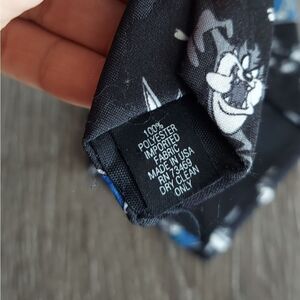 100%
POLYESTER
IMPORTED
FABRIC
MADE IN USA
RN 73469
DRY CLEAN
ONLY